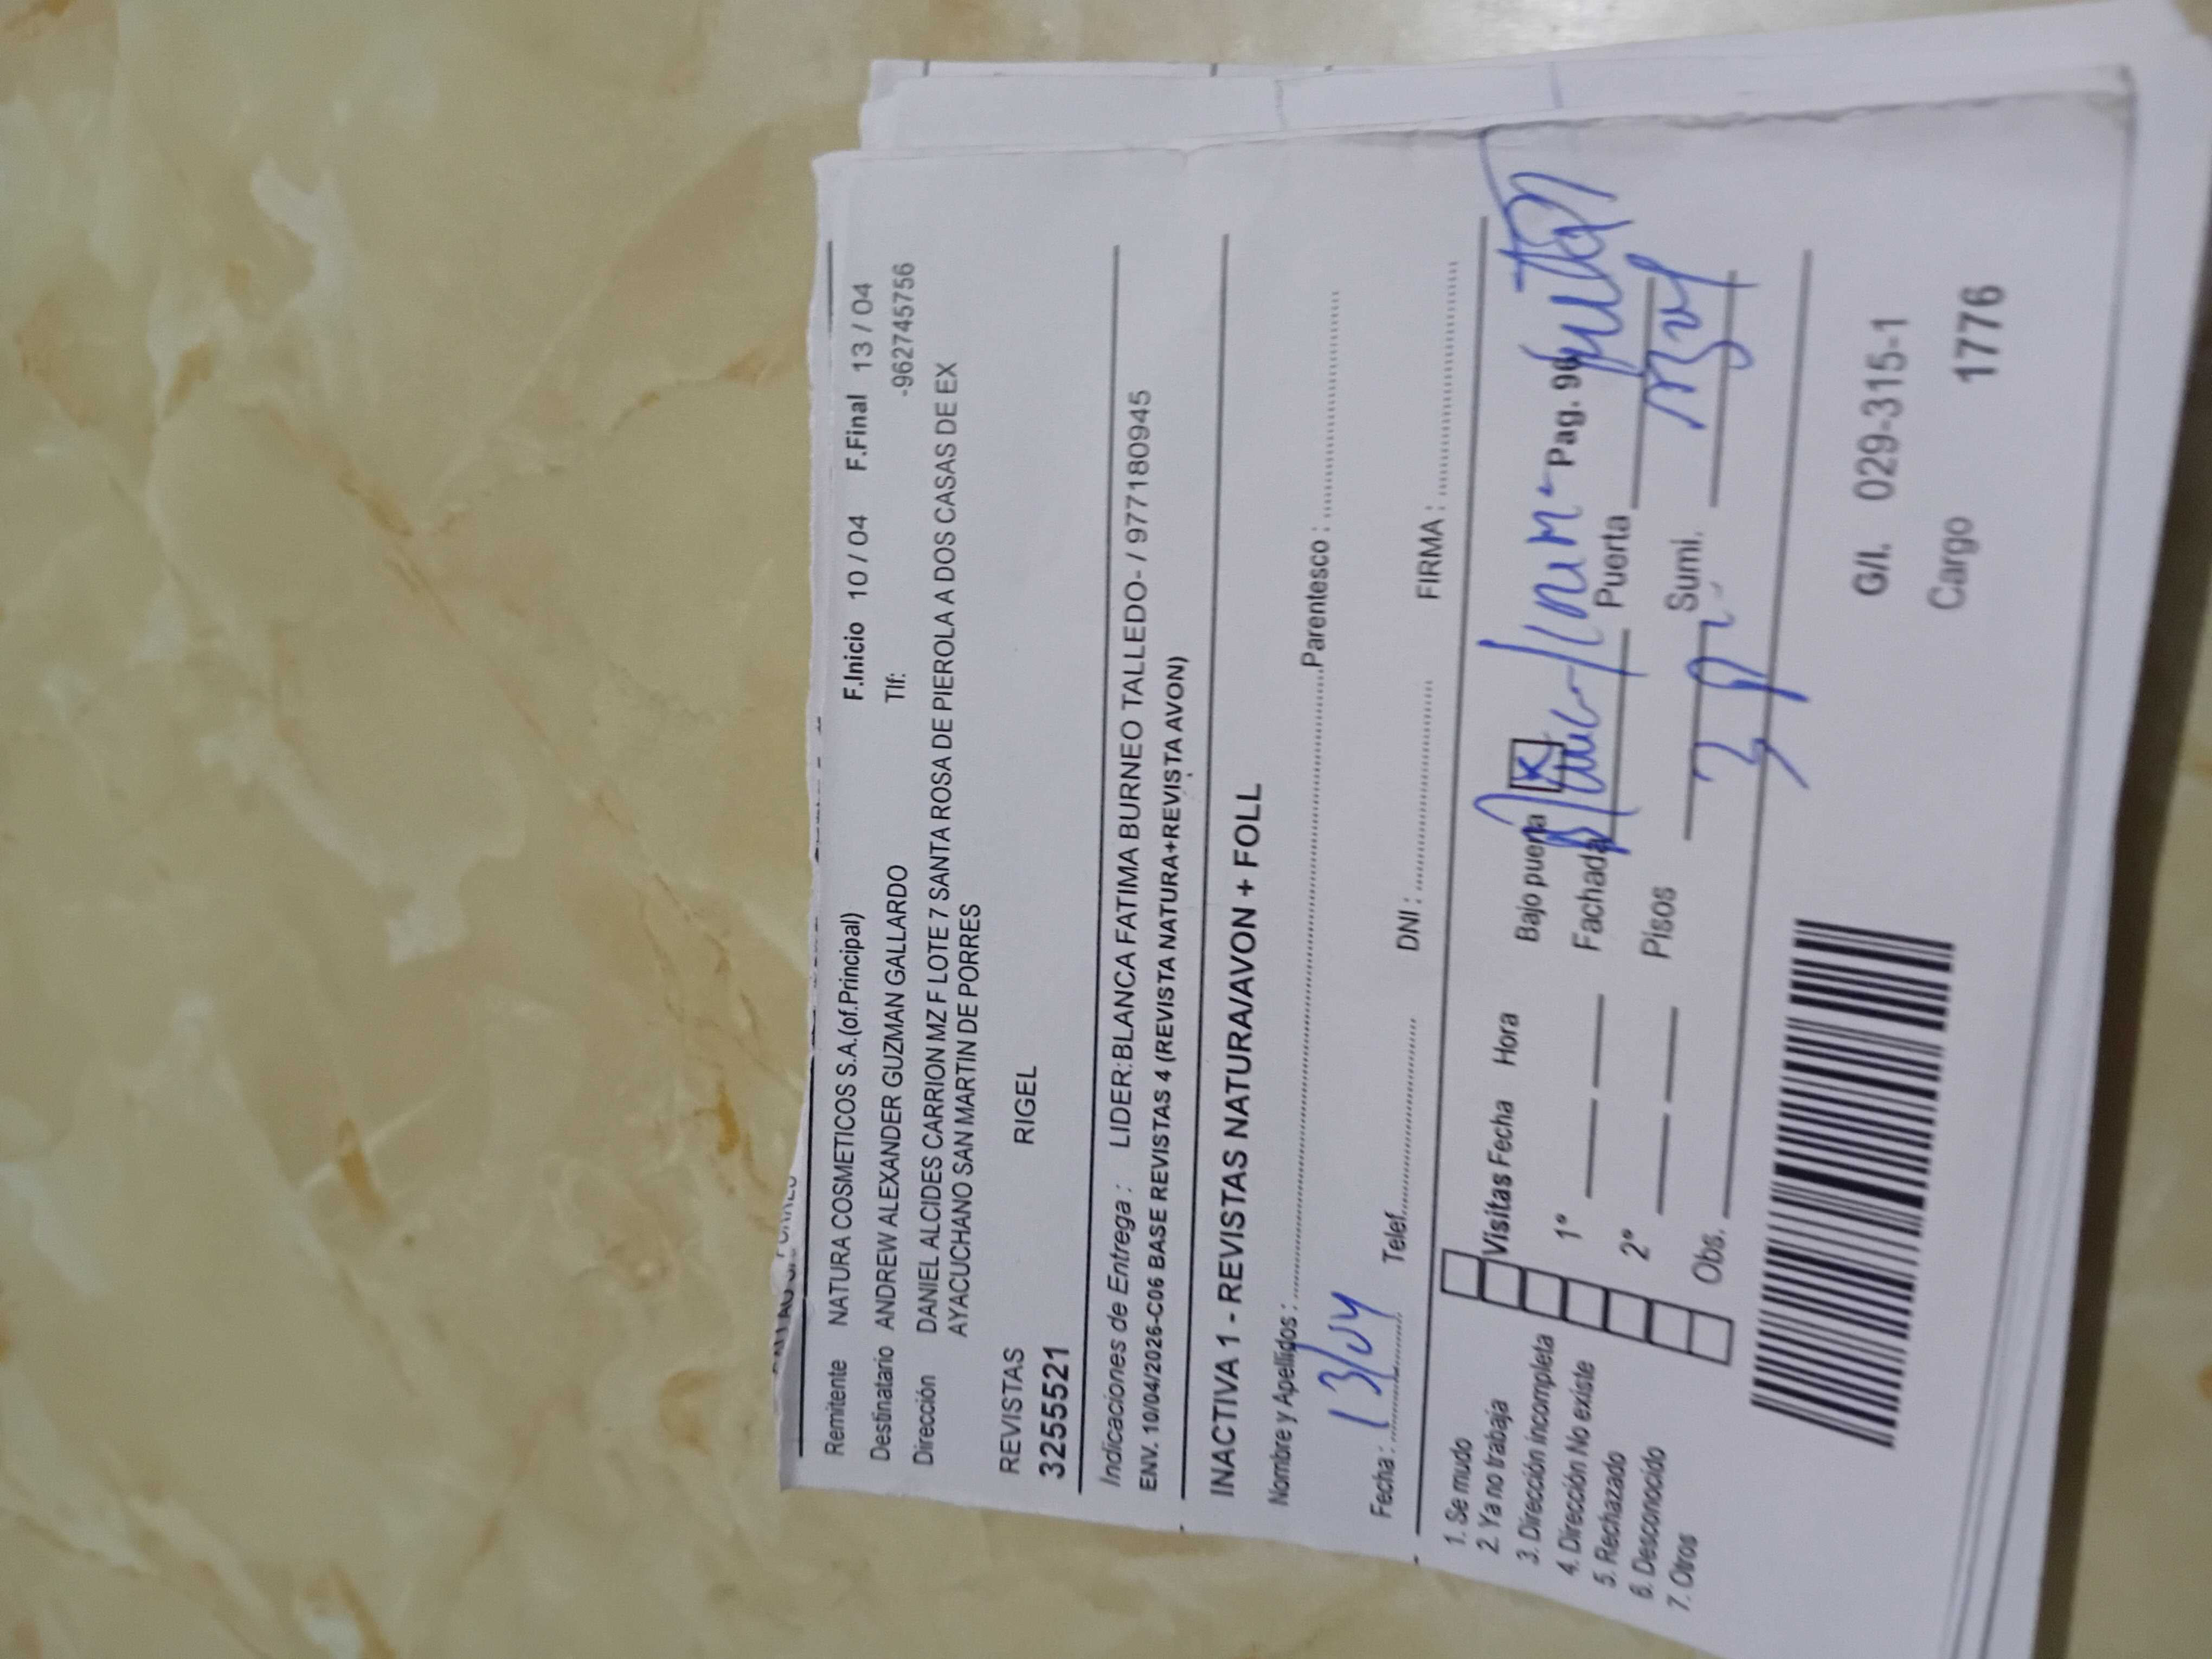 Remitente NATURA COSMETICOS S.A.(of.Principal) F.Inicio 10 / 04 F.Final 13 / 04
Destinatario ANDREW ALEXANDER GUZMAN GALLARDO Tlf: -962745756
Dirección DANIEL ALCIDES CARRION MZ F LOTE 7 SANTA ROSA DE PIEROLA A DOS CASAS DE EX
AYACUCHANO SAN MARTIN DE PORRES
REVISTAS RIGEL
3255521
Indicaciones de Entrega : LIDER:BLANCA FATIMA BURNEO TALLEDO- / 977180945
ENV. 10/04/2026-C06 BASE REVISTAS 4 (REVISTA NATURA+REVISTA AVON)
INACTIVA 1 - REVISTAS NATURA/AVON + FOLL
Nombre y Apellidos : Parentesco :
Fecha : 13/04 Telef. DNI : FIRMA :
1. Se mudo
2. Ya no trabaja
3. Dirección incompleta
4. Dirección No existe
5. Rechazado
6. Desconocido
7. Otros
Visitas Fecha Hora Bajo puerta Pag. 96
1° Fachada Puerta
2° Pisos Sumi.
Obs.
G/I. 029-315-1
Cargo 1776